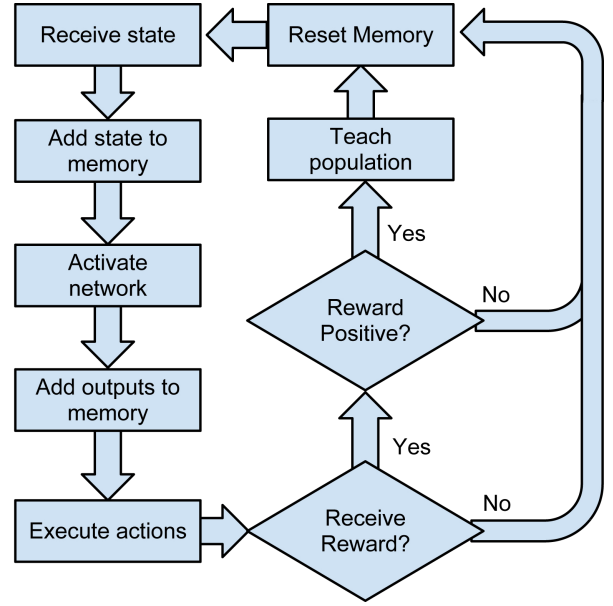 Receive state
Reset Memory
Add state to
memory
Teach
population
Yes
Activate
network
Reward
Positive?
No
Add outputs to
memory
Yes
Execute actions
Receive
Reward?
No